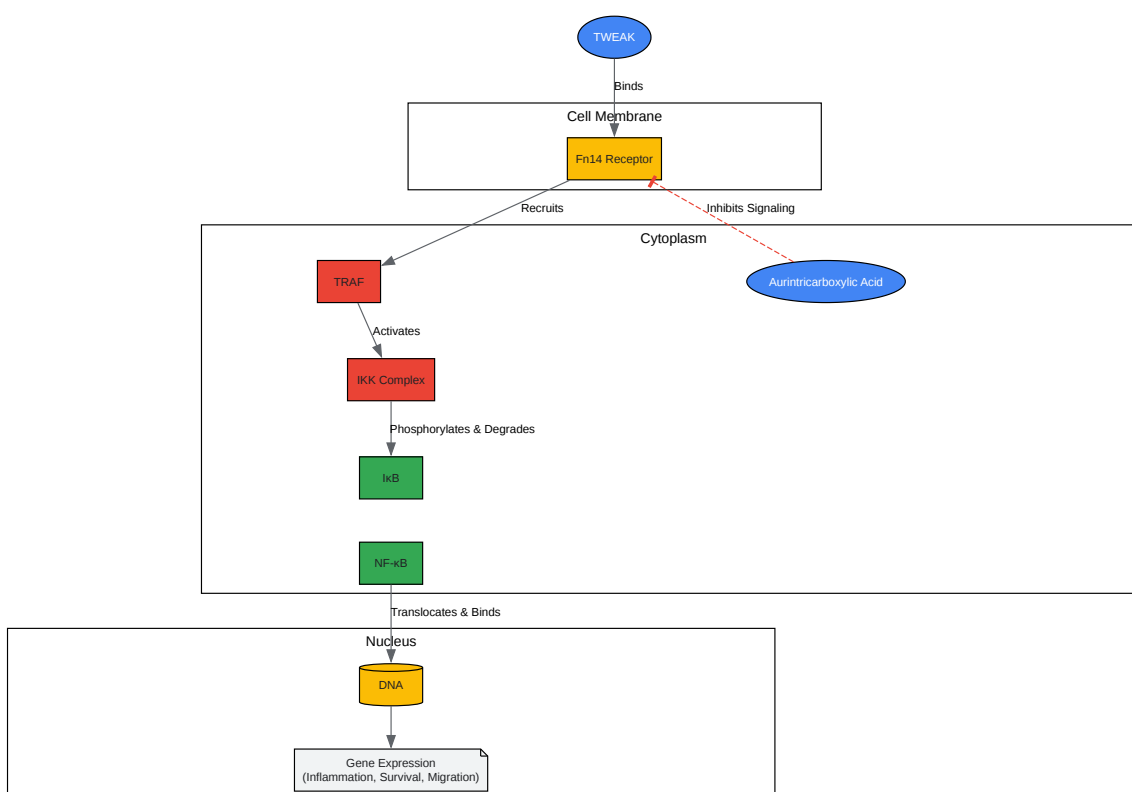 TWEAK
Binds
Cell Membrane
Fn14 Receptor
Recruits
Inhibits Signaling
Cytoplasm
TRAF
Aurintricarboxylic Acid
Activates
IKK Complex
Phosphorylates & Degrades
IκB
NF-κB
Translocates & Binds
Nucleus
DNA
Gene Expression
(Inflammation, Survival, Migration)